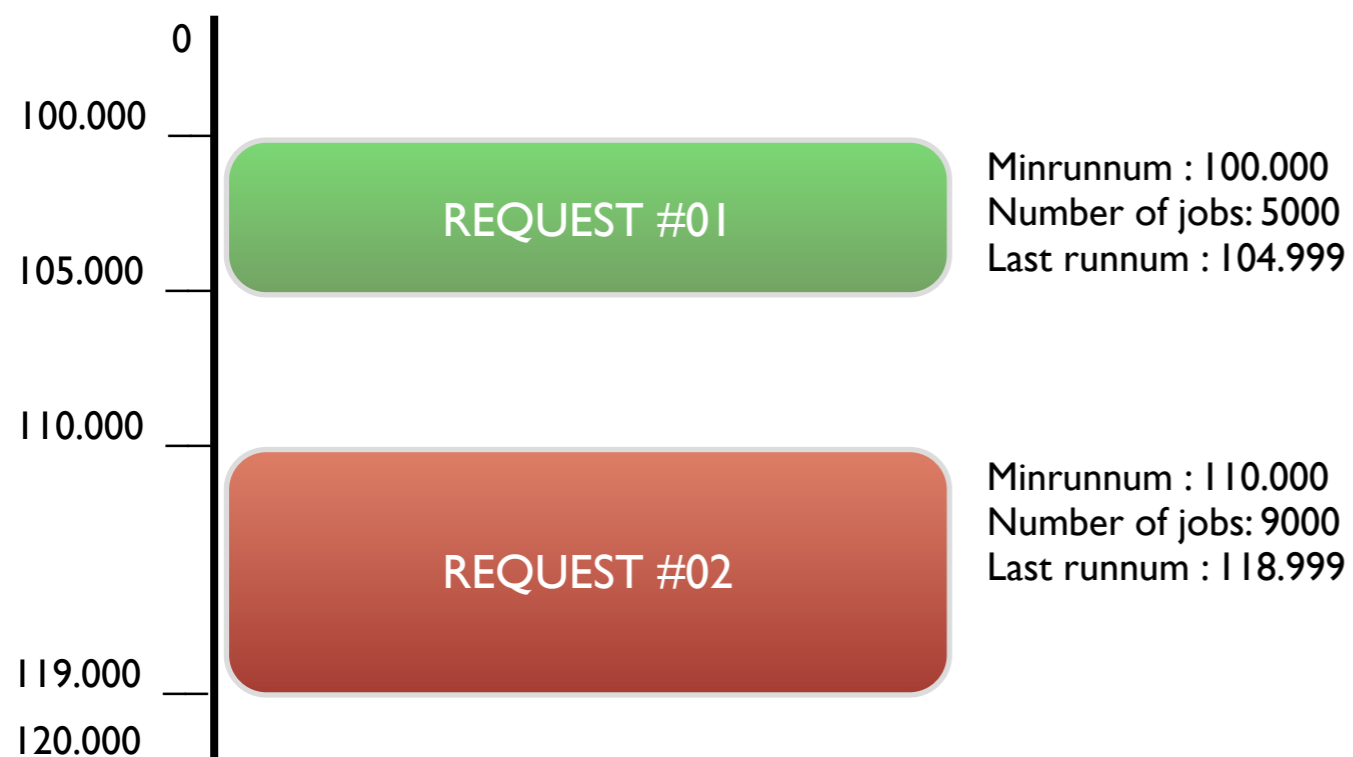 0
100.000
REQUEST #01
Minrunnum : 100.000
Number of jobs: 5000
Last runnum : 104.999
105.000
110.000
REQUEST #02
Minrunnum : 110.000
Number of jobs: 9000
Last runnum : 118.999
119.000
120.000